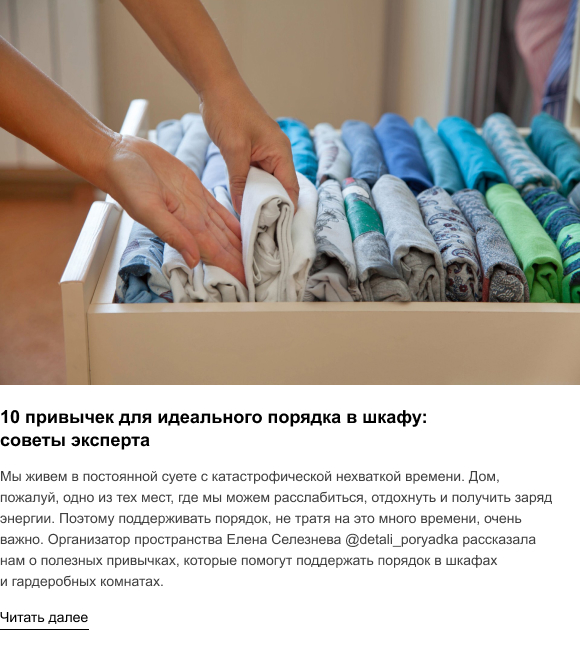 10 привычек для идеального порядка в шкафу:
советы эксперта
Мы живем в постоянной суете с катастрофической нехваткой времени. Дом,
пожалуй, одно из тех мест, где мы можем расслабиться, отдохнуть и получить заряд
энергии. Поэтому поддерживать порядок, не тратя на это много времени, очень
важно. Организатор пространства Елена Селезнева @detali_poryadka рассказала
нам о полезных привычках, которые помогут поддержать порядок в шкафах
и гардеробных комнатах.
Читать далее